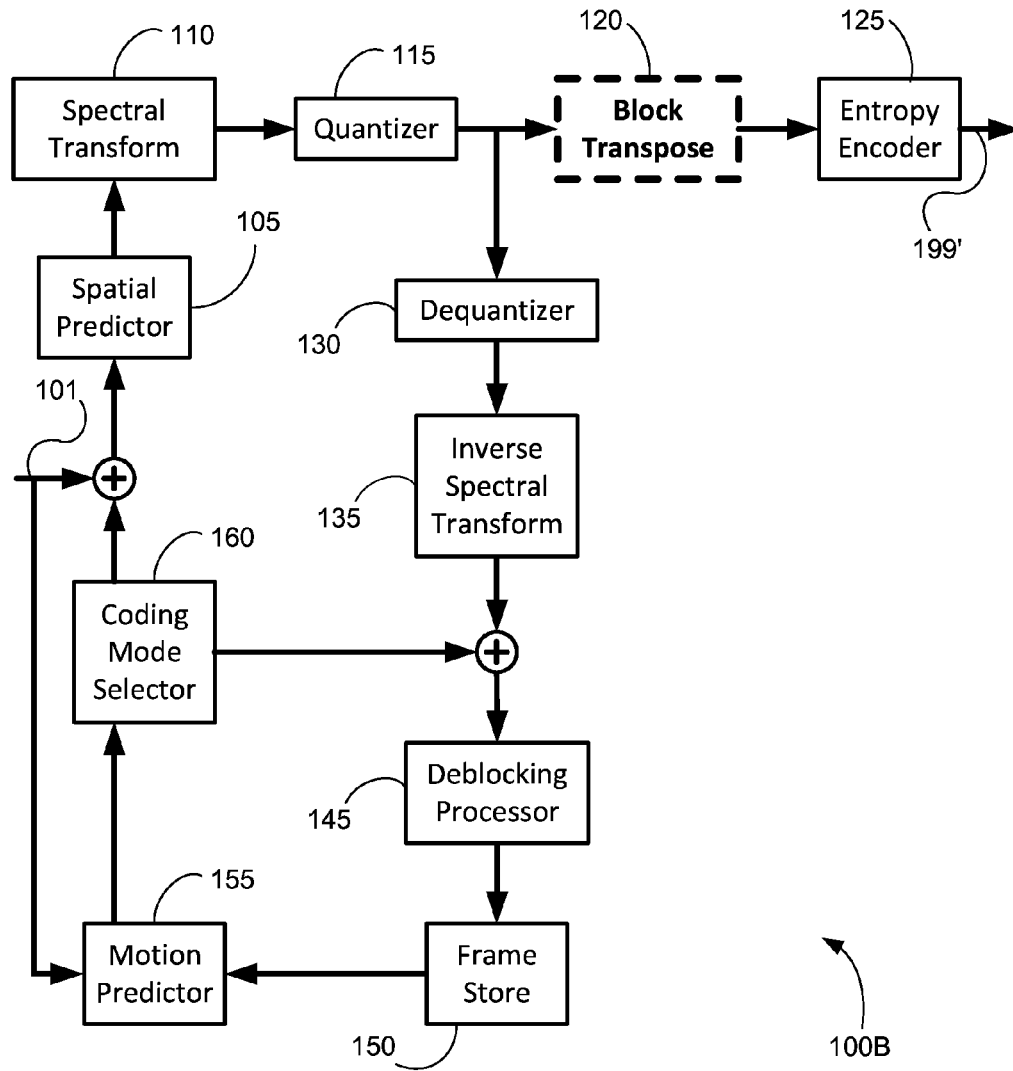 110
115
120
125
Spectral
Transform
Quantizer
Block
Transpose
Entropy
Encoder
199'
105
Spatial
Predictor
130
Dequantizer
101
135
Inverse
Spectral
Transform
160
Coding
Mode
Selector
145
Deblocking
Processor
155
Motion
Predictor
Frame
Store
150
100B